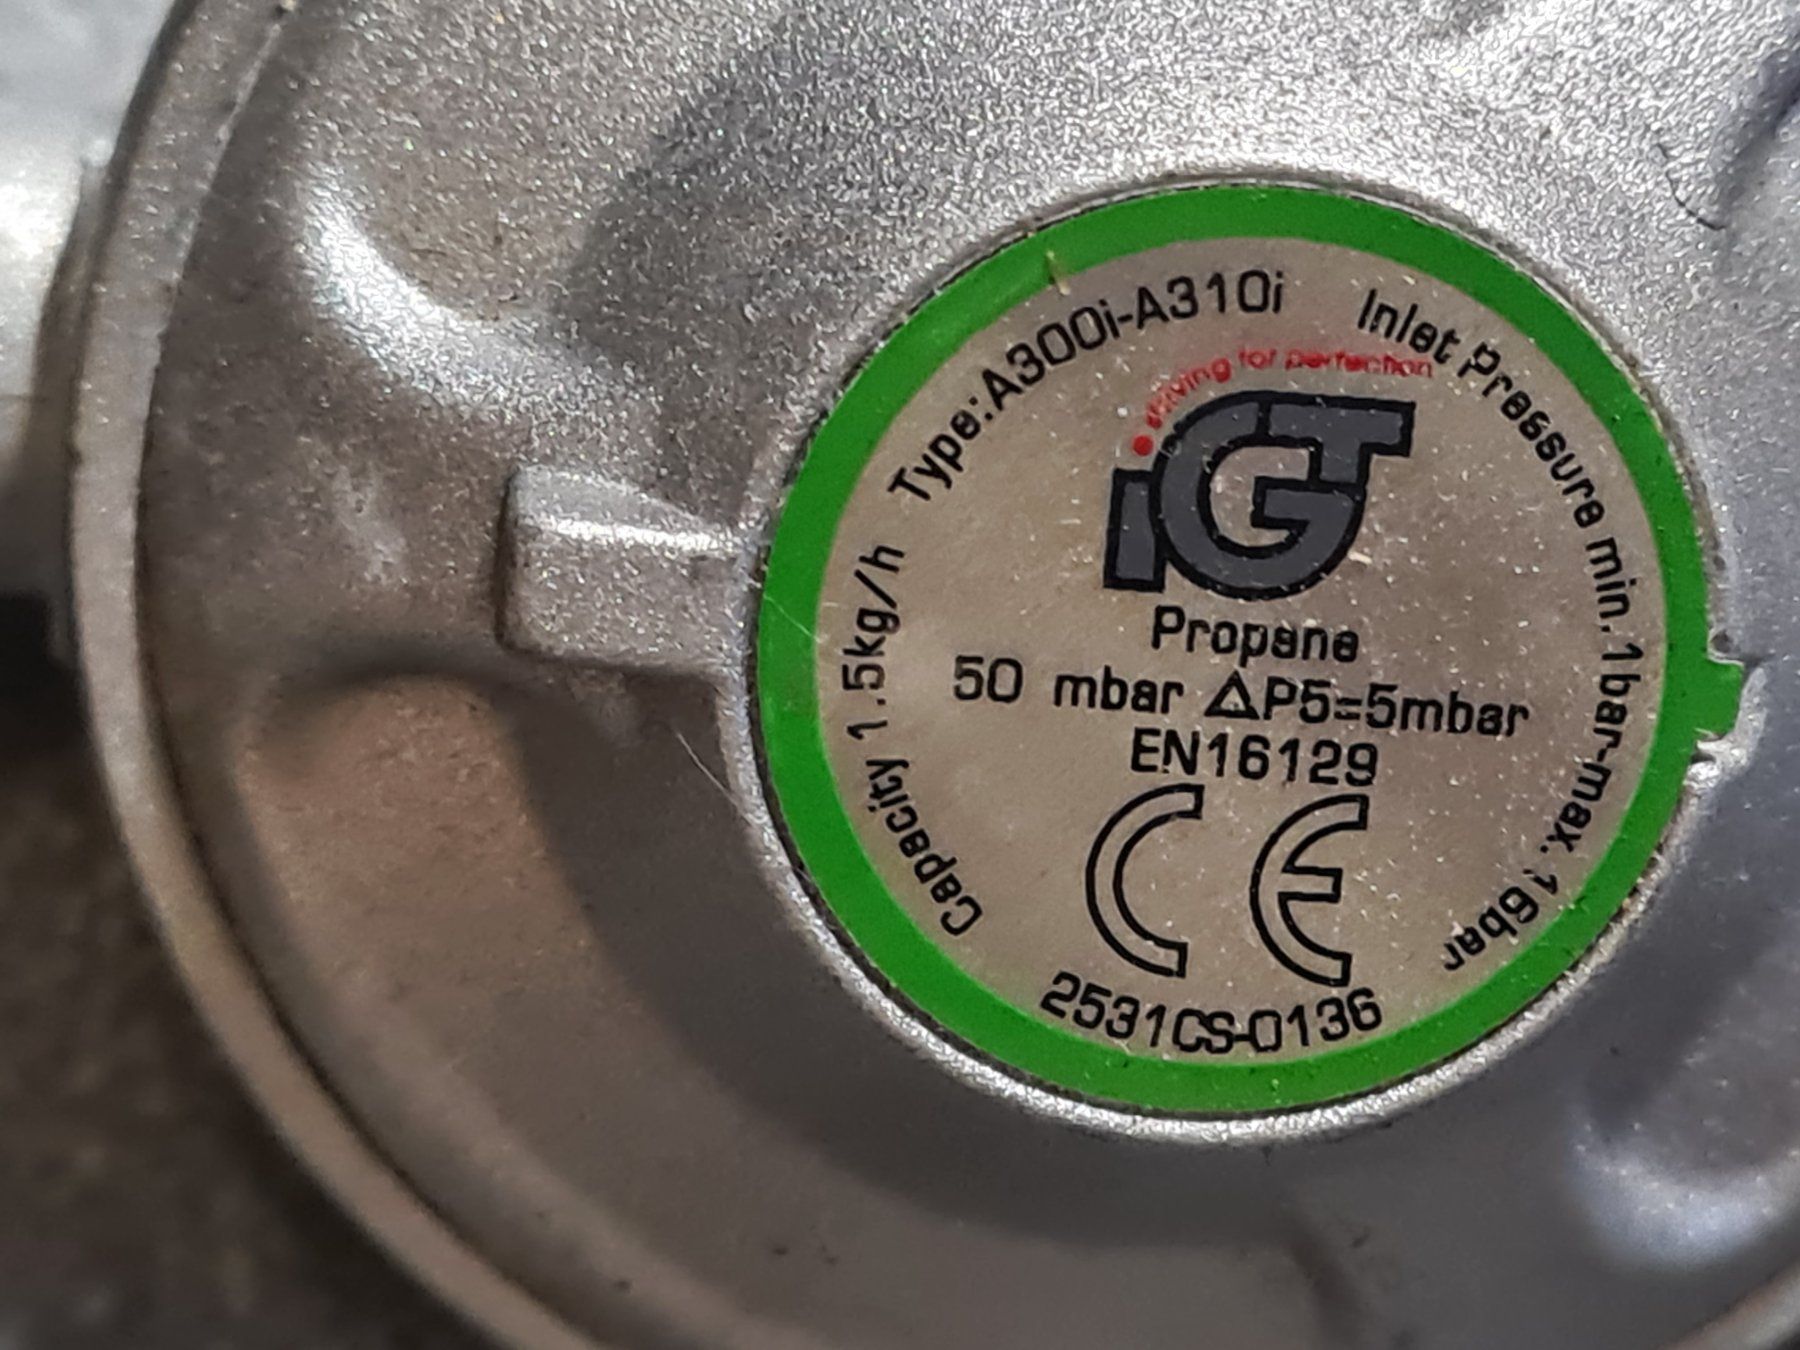 Type:A300i-A310i
Inlet Pressure min.1bar-max.16bar
Capacity 1.5kg/h
striving for perfection
iGT
Propane
50 mbar ΔP5=5mbar
EN16129
CE
2531CS-0136